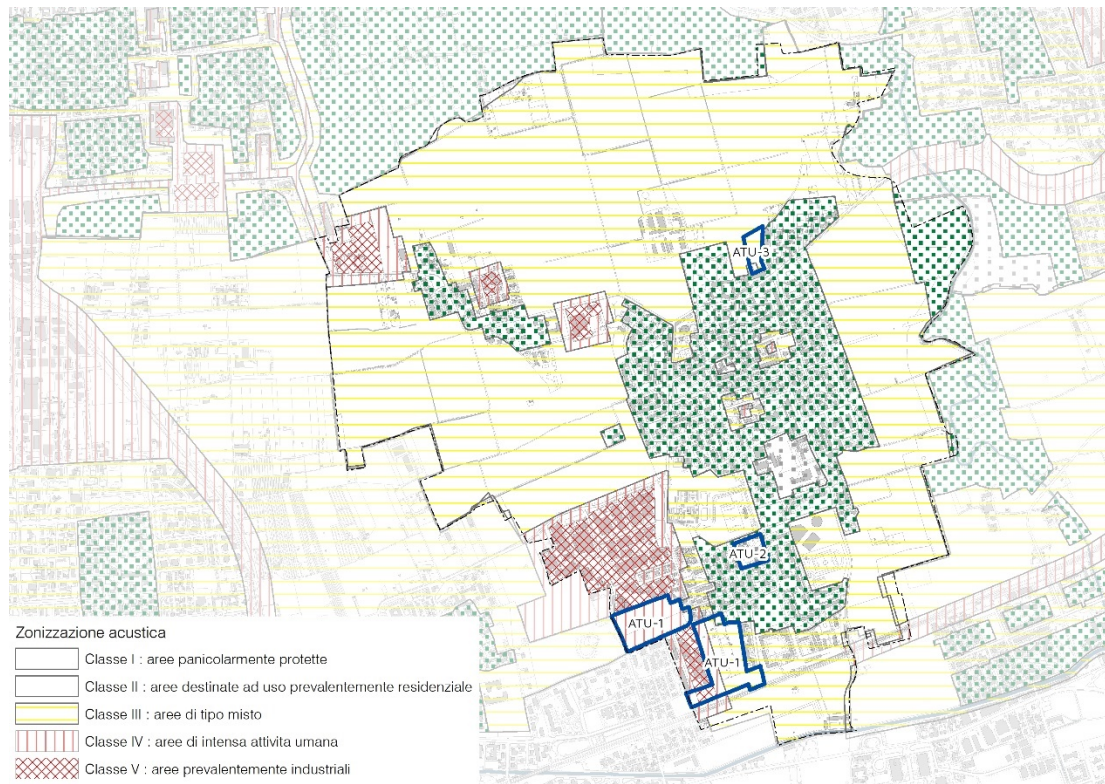 ATU-3
ATU-2
ATU-1
ATU-1
Zonizzazione acustica
Classe I : aree panicolarmente protette
Classe II : aree destinate ad uso prevalentemente residenziale
Classe III : aree di tipo misto
Classe IV : aree di intensa attivita umana
Classe V : aree prevalentemente industriali